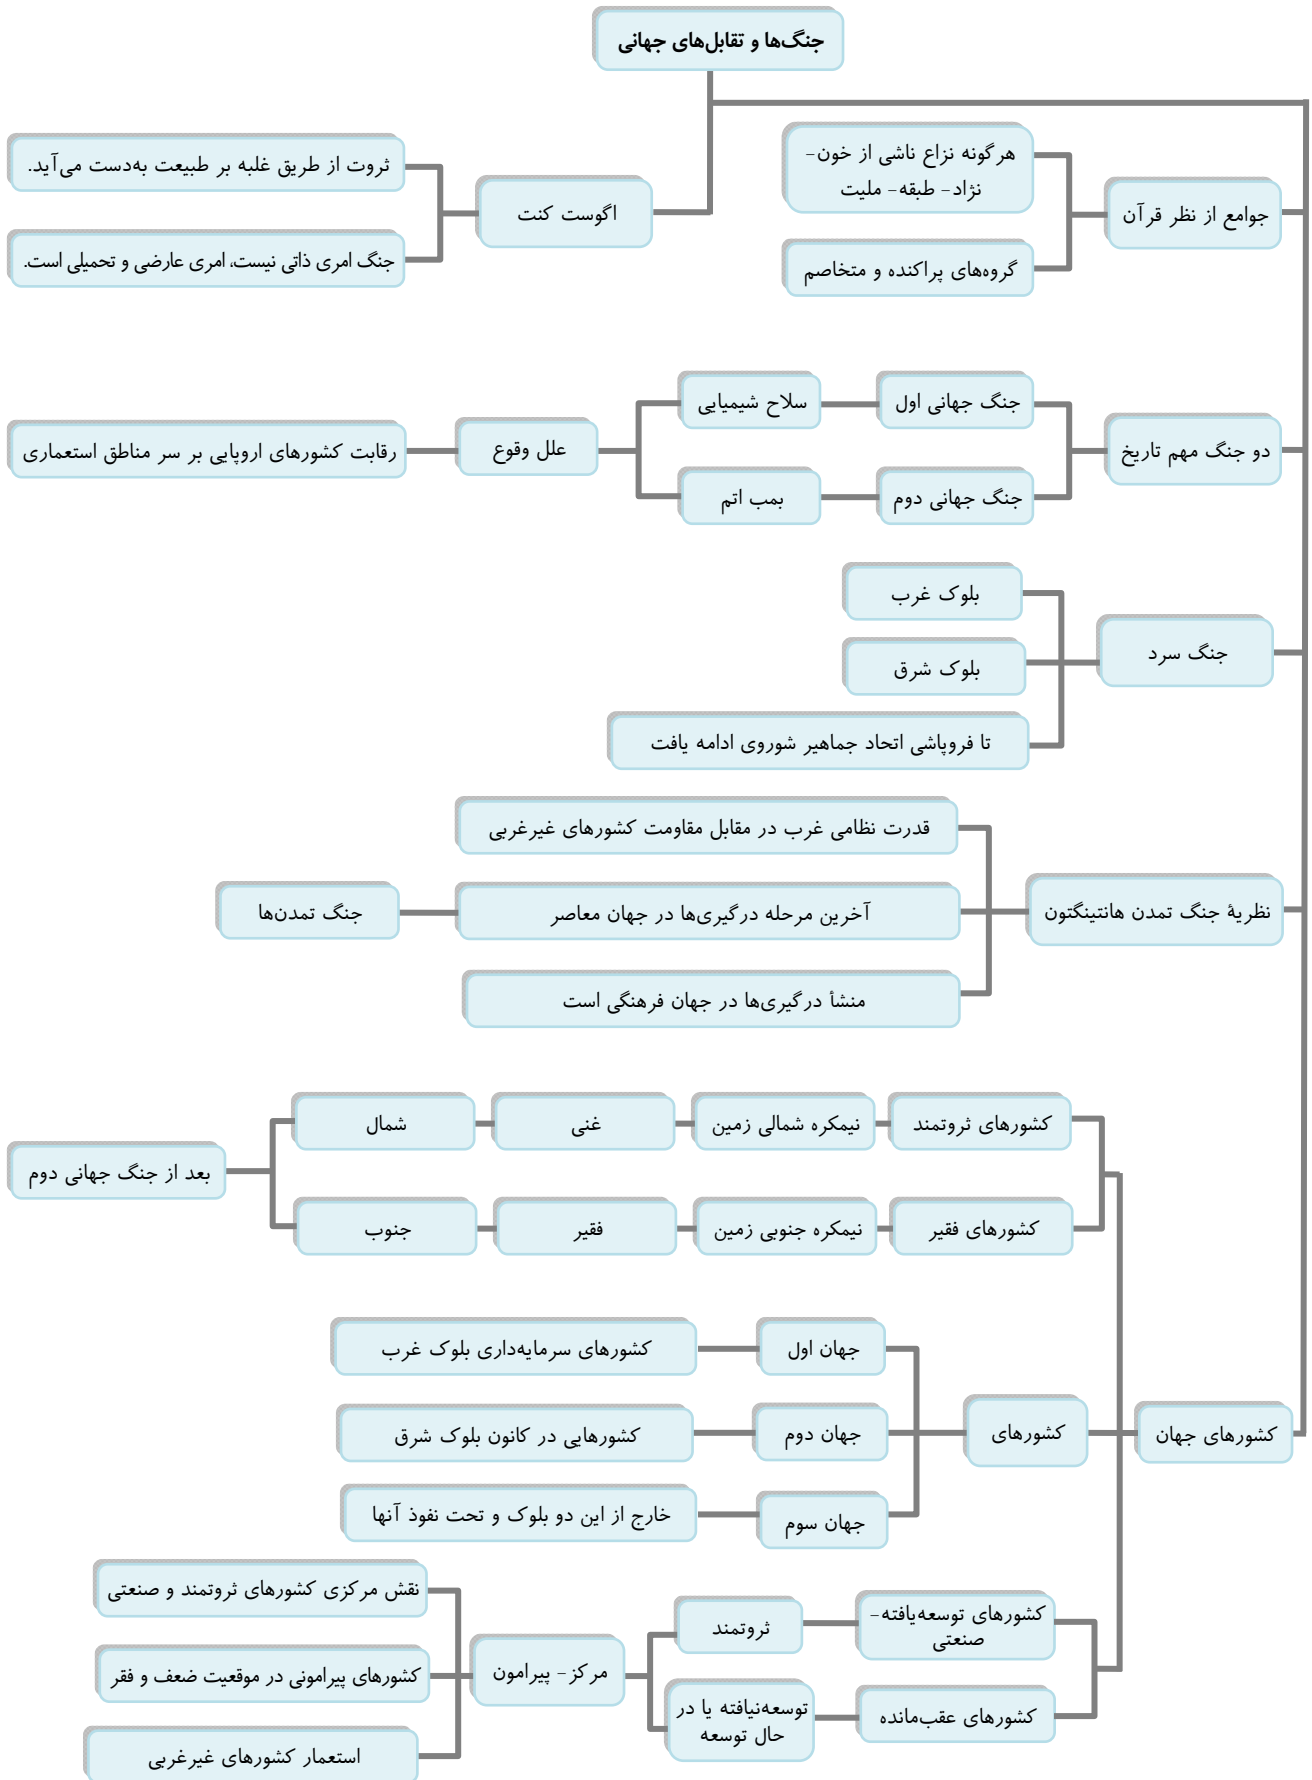 جنگ‌ها و تقابل‌های جهانی
جوامع از نظر قرآن
هرگونه نزاع ناشی از خون-
نژاد- طبقه- ملیت
گروه‌های پراکنده و متخاصم
اگوست کنت
ثروت از طریق غلبه بر طبیعت به‌دست می‌آید.
جنگ امری ذاتی نیست، امری عارضی و تحمیلی است.
دو جنگ مهم تاریخ
جنگ جهانی اول
سلاح شیمیایی
جنگ جهانی دوم
بمب اتم
علل وقوع
رقابت کشورهای اروپایی بر سر مناطق استعماری
جنگ سرد
بلوک غرب
بلوک شرق
تا فروپاشی اتحاد جماهیر شوروی ادامه یافت
نظریهٔ جنگ تمدن هانتینگتون
قدرت نظامی غرب در مقابل مقاومت کشورهای غیرغربی
آخرین مرحله درگیری‌ها در جهان معاصر
جنگ تمدن‌ها
منشأ درگیری‌ها در جهان فرهنگی است
کشورهای جهان
کشورهای ثروتمند
نیمکره شمالی زمین
غنی
شمال
کشورهای فقیر
نیمکره جنوبی زمین
فقیر
جنوب
بعد از جنگ جهانی دوم
کشورهای
جهان اول
کشورهای سرمایه‌داری بلوک غرب
جهان دوم
کشورهایی در کانون بلوک شرق
جهان سوم
خارج از این دو بلوک و تحت نفوذ آنها
کشورهای توسعه‌یافته-
صنعتی
ثروتمند
کشورهای عقب‌مانده
توسعه‌نیافته یا در
حال توسعه
مرکز- پیرامون
نقش مرکزی کشورهای ثروتمند و صنعتی
کشورهای پیرامونی در موقعیت ضعف و فقر
استعمار کشورهای غیرغربی